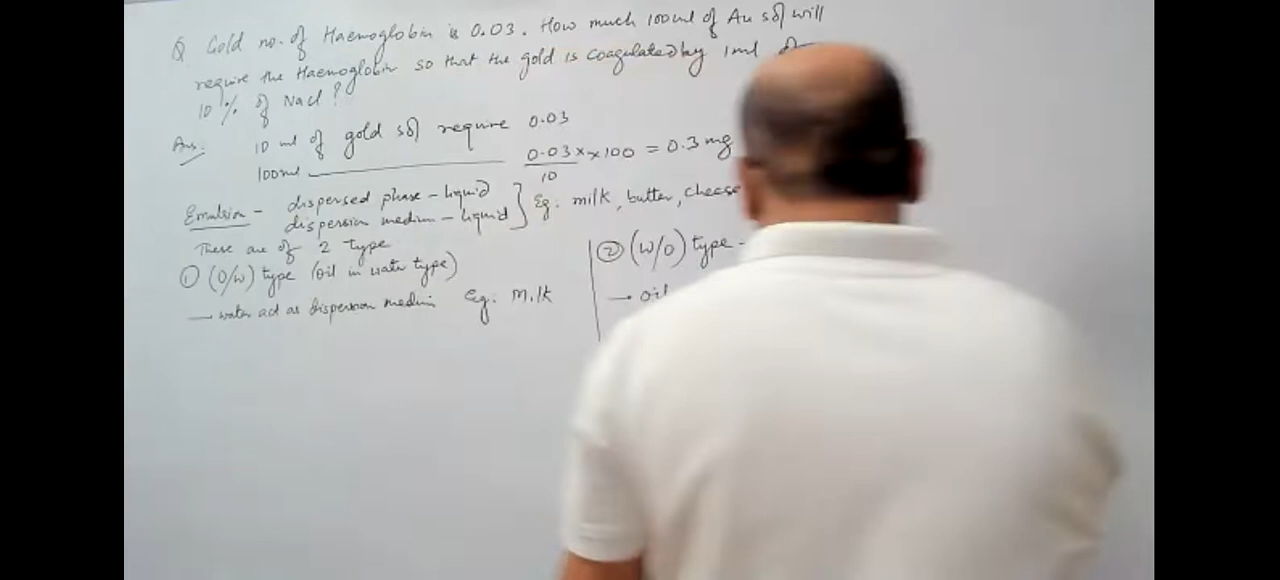 Q Gold no. of Haemoglobin is 0.03. How much 100ml of Au sol will
require the Haemoglobin so that the gold is coagulated by 1ml of
10 % of Nacl?
Ans. 10 ml of gold sol require 0.03
100ml 0.03 × × 100 = 0.3 mg
10
Emulsion - dispersed phase - liquid
dispersion medium - liquid ] Eg: milk, butter, cheese
These are of 2 type
① (O/W) type (oil in water type)
→ water act as dispersion medium Eg: Milk
② (W/O) type -
→ oil